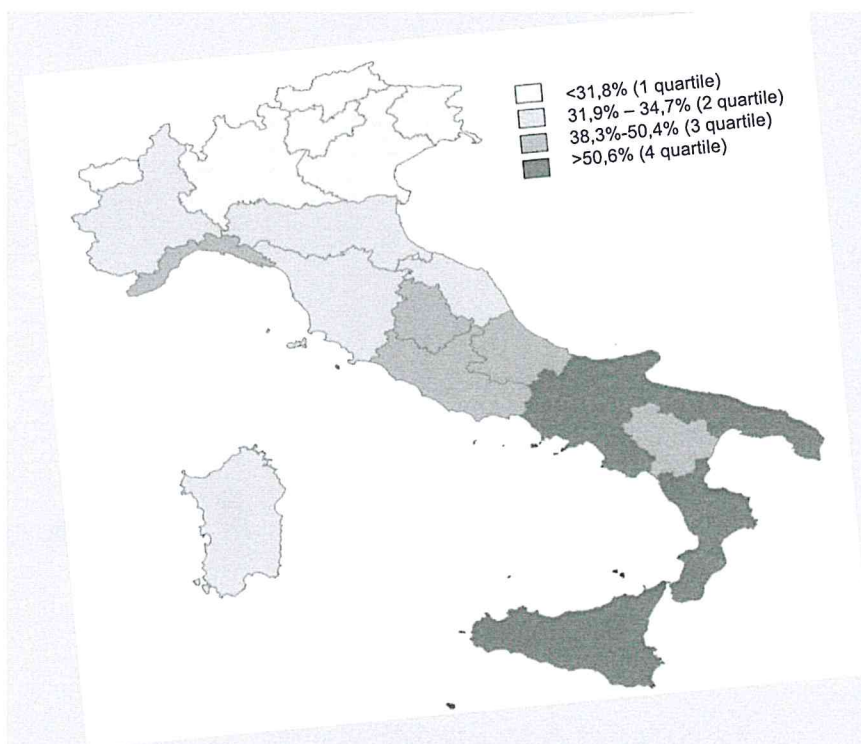 <31,8% (1 quartile)
31,9% – 34,7% (2 quartile)
38,3%-50,4% (3 quartile)
>50,6% (4 quartile)